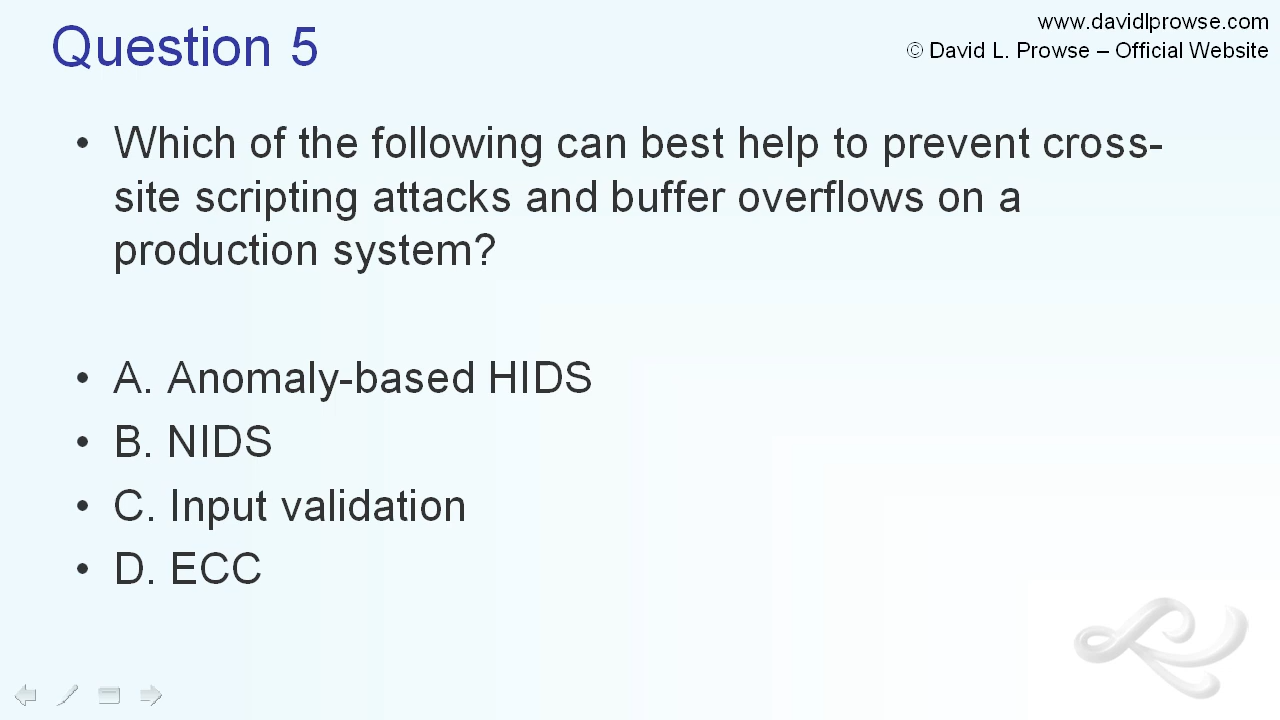 Question 5
www.davidlprowse.com
© David L. Prowse – Official Website
• Which of the following can best help to prevent cross-
site scripting attacks and buffer overflows on a
production system?
• A. Anomaly-based HIDS
• B. NIDS
• C. Input validation
• D. ECC